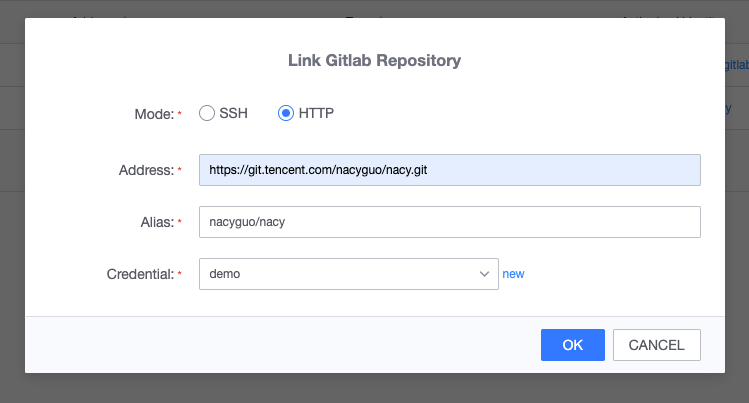 Link Gitlab Repository
Mode: * SSH HTTP
Address: * https://git.tencent.com/nacyguo/nacy.git
Alias: * nacyguo/nacy
Credential: * demo new
OK CANCEL